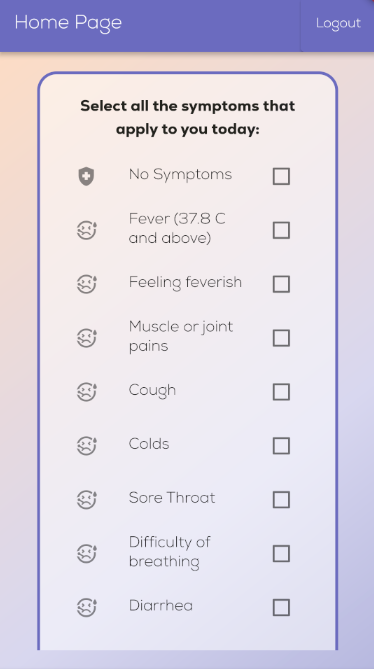 Home Page
Logout
Select all the symptoms that
apply to you today:
No Symptoms
Fever (37.8 C
and above)
Feeling feverish
Muscle or joint
pains
Cough
Colds
Sore Throat
Difficulty of
breathing
Diarrhea